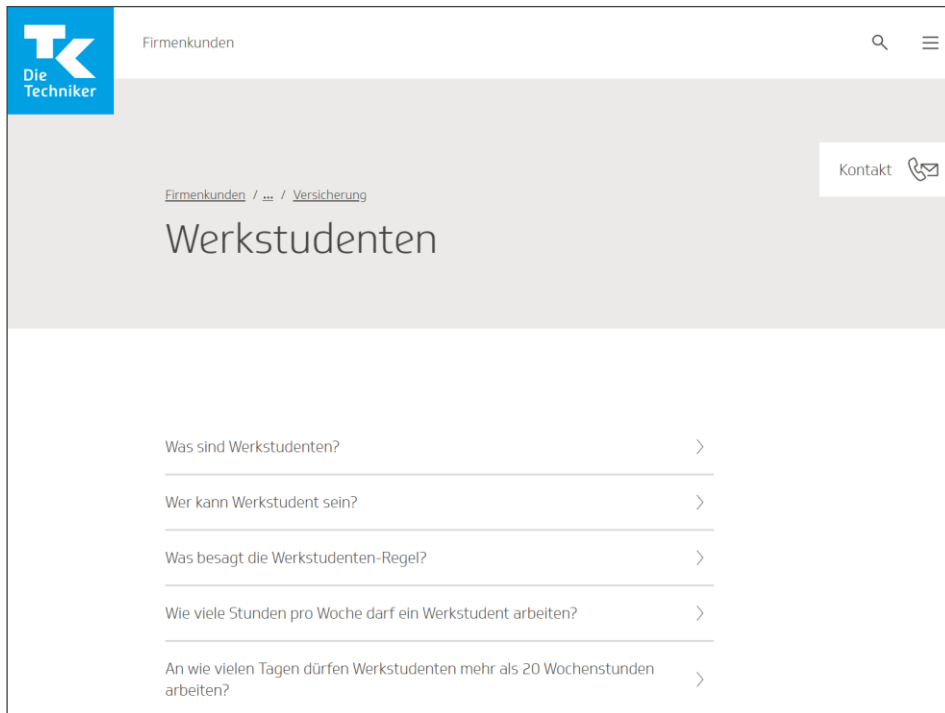 TK
Die
Techniker
Firmenkunden
Kontakt
Firmenkunden / ... / Versicherung
Werkstudenten
Was sind Werkstudenten?
Wer kann Werkstudent sein?
Was besagt die Werkstudenten-Regel?
Wie viele Stunden pro Woche darf ein Werkstudent arbeiten?
An wie vielen Tagen dürfen Werkstudenten mehr als 20 Wochenstunden
arbeiten?